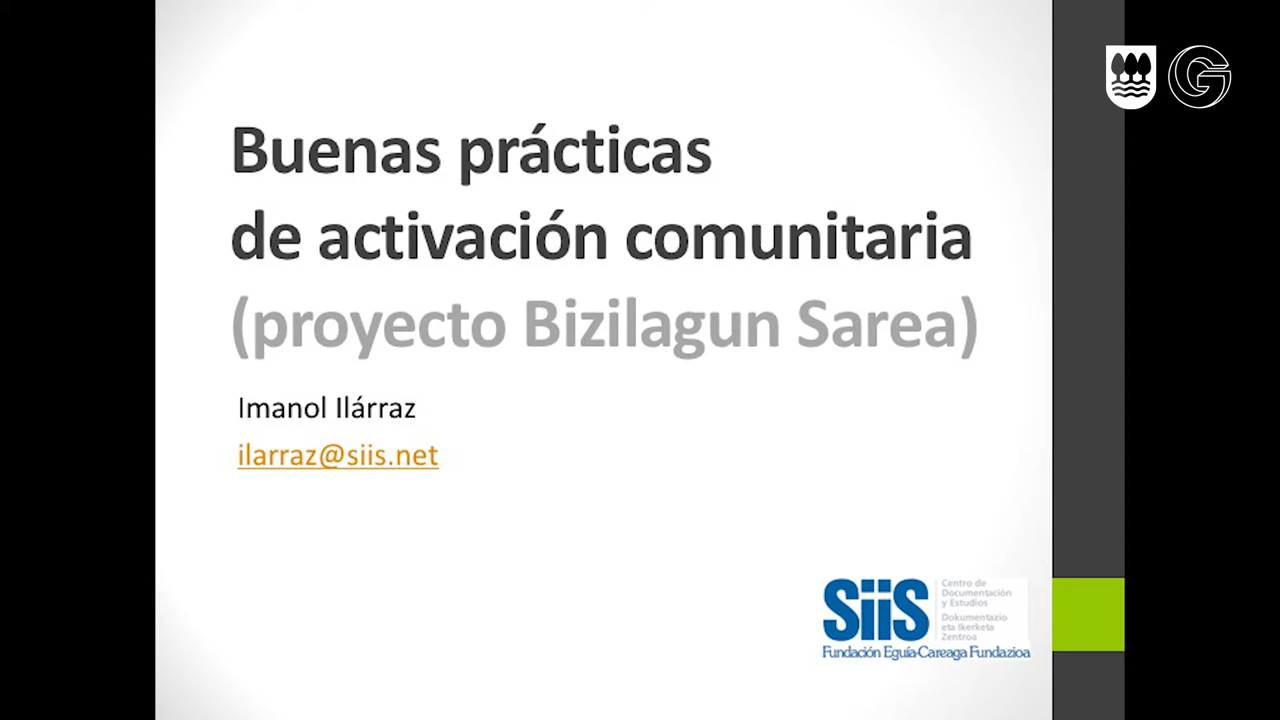 Buenas prácticas
de activación comunitaria
(proyecto Bizilagun Sarea)
Imanol Ilárraz
ilarraz@siis.net
SiiS
Centro de
Documentación
y Estudios
Dokumentazio
eta Ikerketa
Zentroa
Fundación Eguía-Careaga Fundazioa